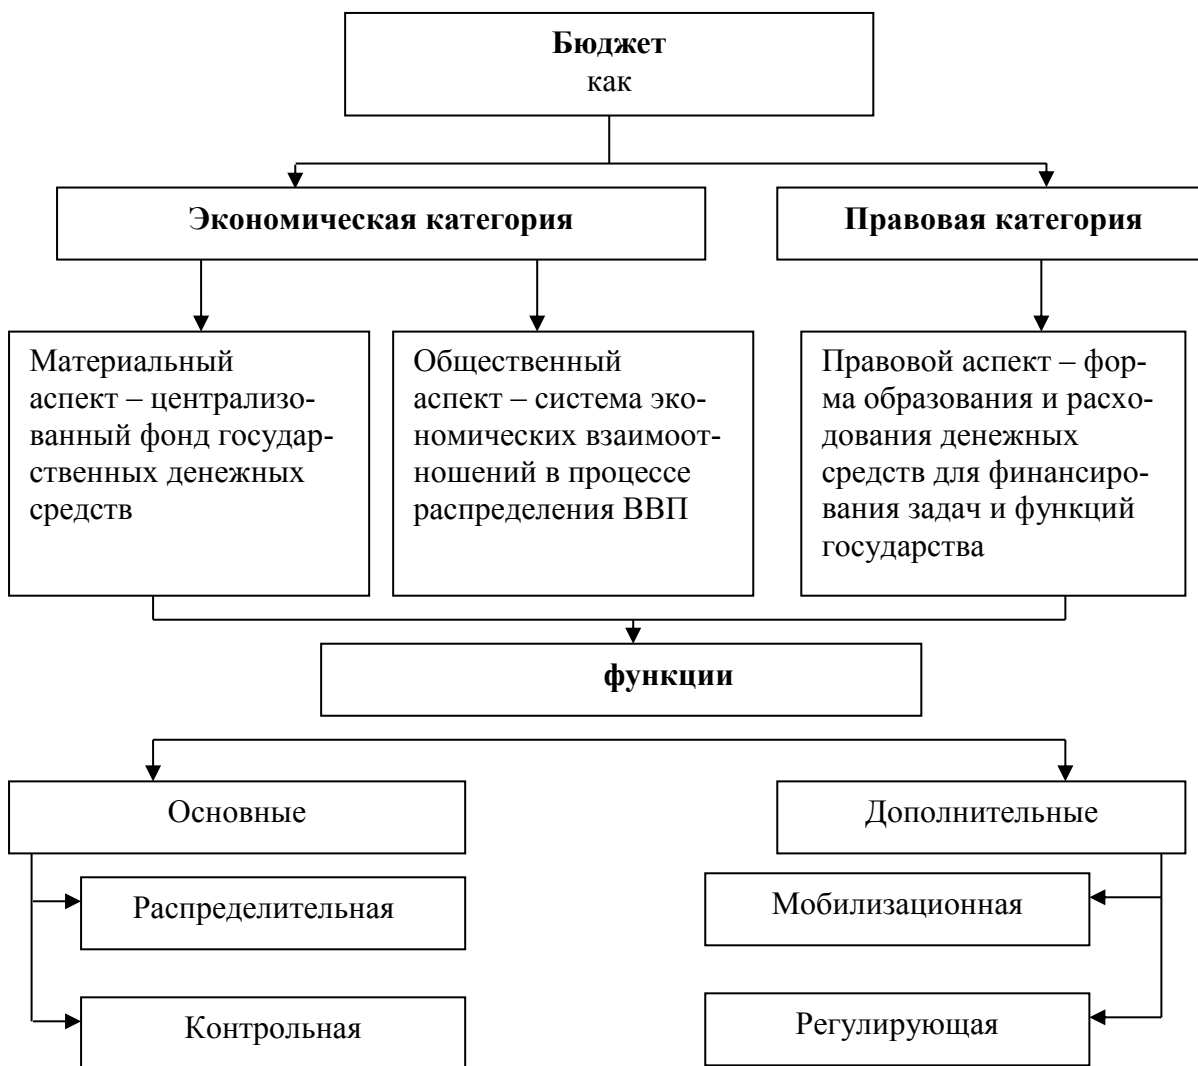 Бюджет
как
Экономическая категория
Правовая категория
Материальный
аспект – централизо-
ванный фонд государ-
ственных денежных
средств
Общественный
аспект – система эко-
номических взаимоот-
ношений в процессе
распределения ВВП
Правовой аспект – фор-
ма образования и расхо-
дования денежных
средств для финансиро-
вания задач и функций
государства
функции
Основные
Дополнительные
Распределительная
Мобилизационная
Контрольная
Регулирующая